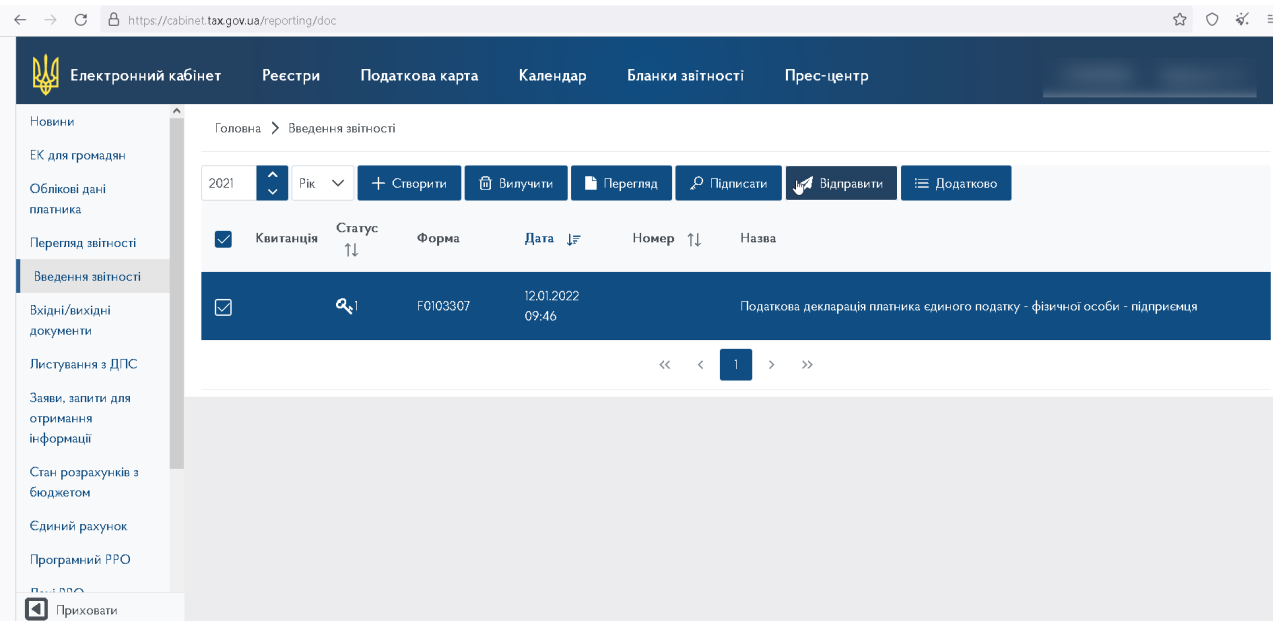 https://cabinet.tax.gov.ua/reporting/doc
Електронний кабінет Реєстри Податкова карта Календар Бланки звітності Прес-центр
Новини
ЕК для громадян
Облікові дані
платника
Перегляд звітності
Введення звітності
Вхідні/вихідні
документи
Листування з ДПС
Заяви, запити для
отримання
інформації
Стан розрахунків з
бюджетом
Єдиний рахунок
Програмний РРО
Приховати
Головна > Введення звітності
2021 Рік + Створити Вилучити Перегляд Підписати Відправити Додатково
Квитанція Статус Форма Дата Номер Назва
1 F0103307 12.01.2022
09:46
Податкова декларація платника єдиного податку - фізичної особи - підприємця
<< < 1 > >>